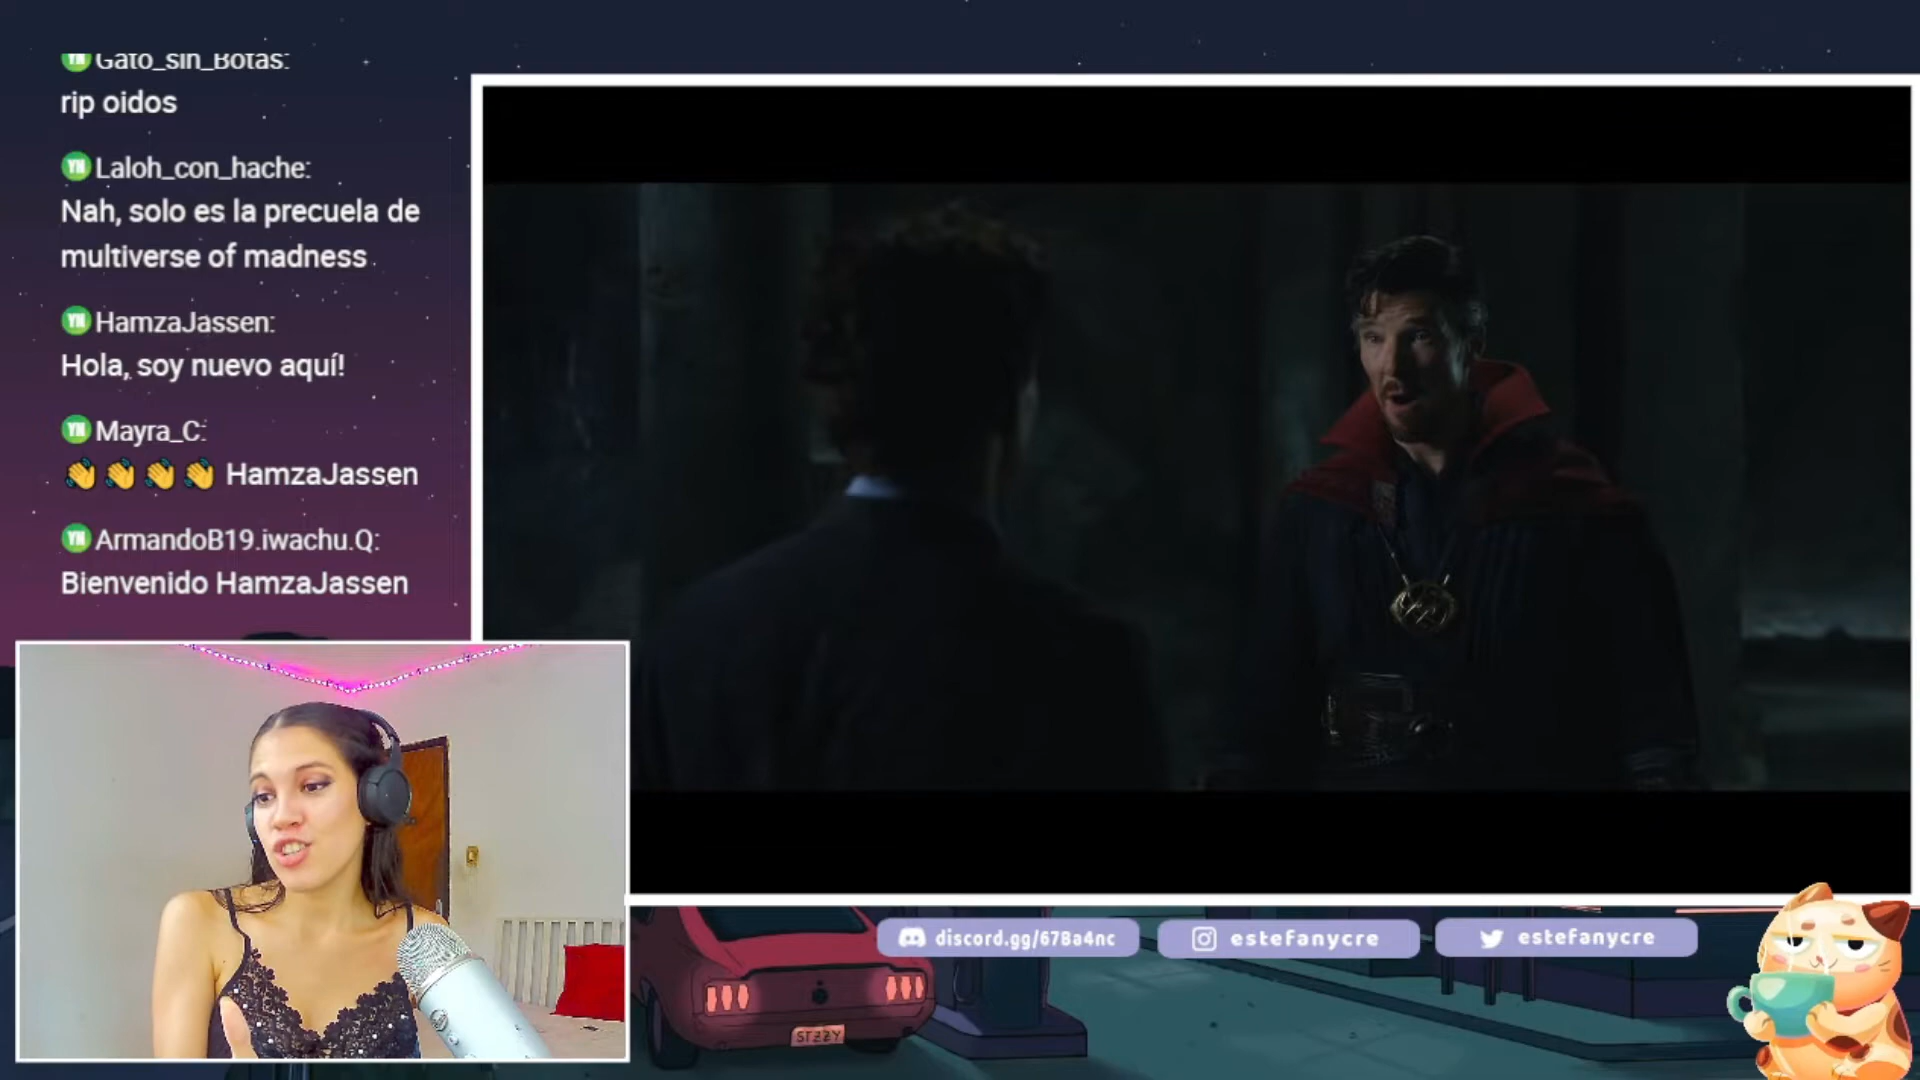 Gato_sin_Botas:
rip oidos
Laloh_con_hache:
Nah, solo es la precuela de
multiverse of madness
HamzaJassen:
Hola, soy nuevo aquí!
Mayra_C:
👏👏👏👏 HamzaJassen
ArmandoB19.iwachu.Q:
Bienvenido HamzaJassen
discord.gg/678a4nc
estefanycre
estefanycre
STZZY